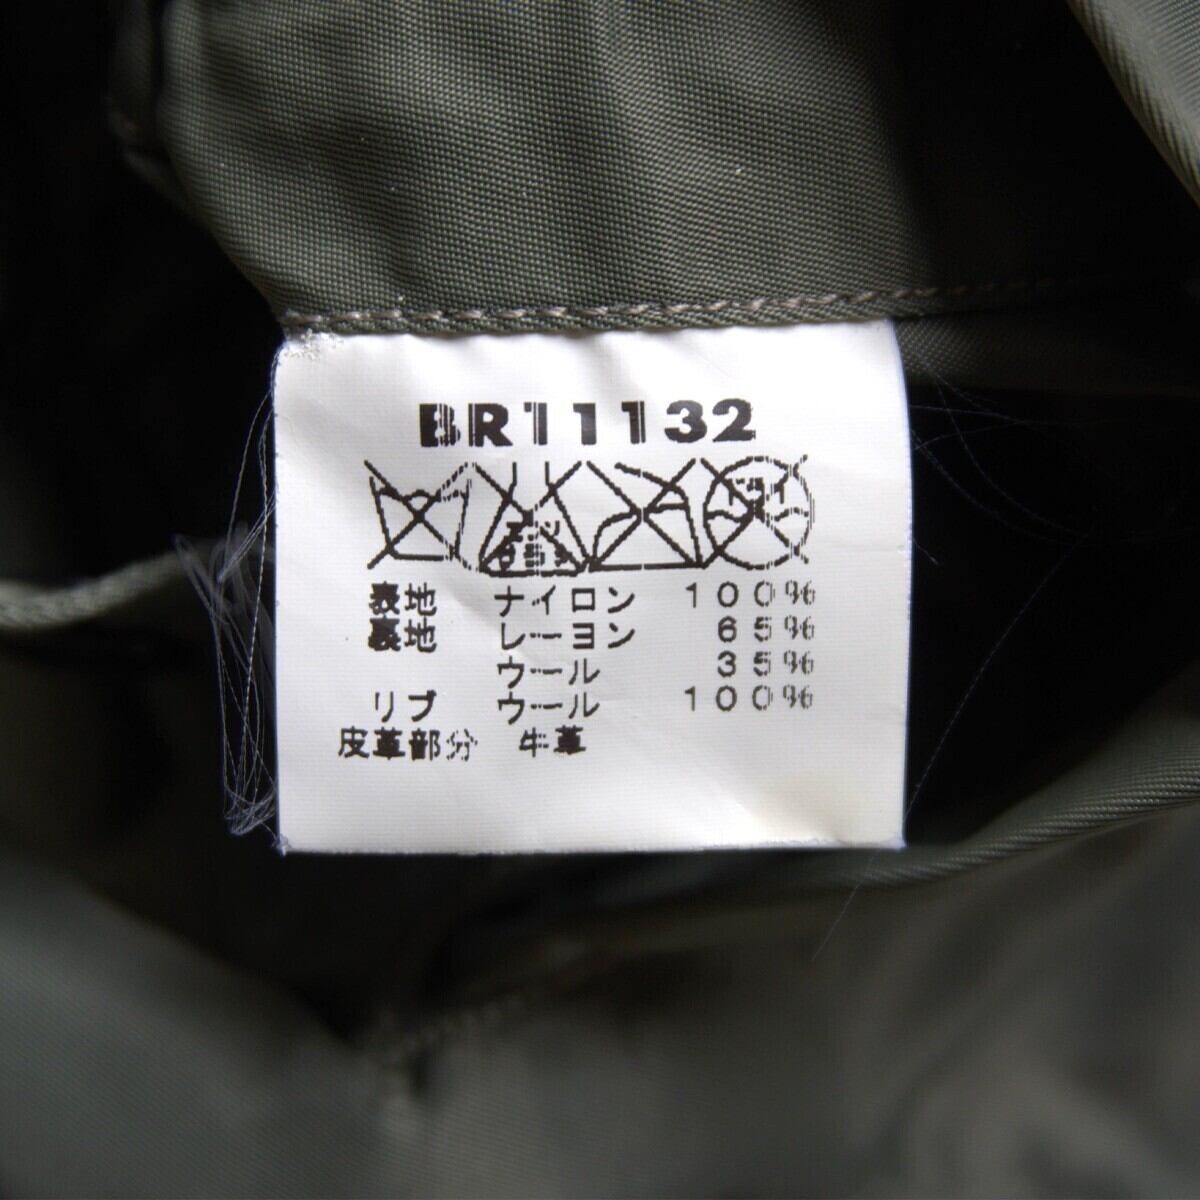 BR11132
表地 ナイロン 100%
裏地 レーヨン 65%
ウール 35%
リブ ウール 100%
皮革部分 牛革